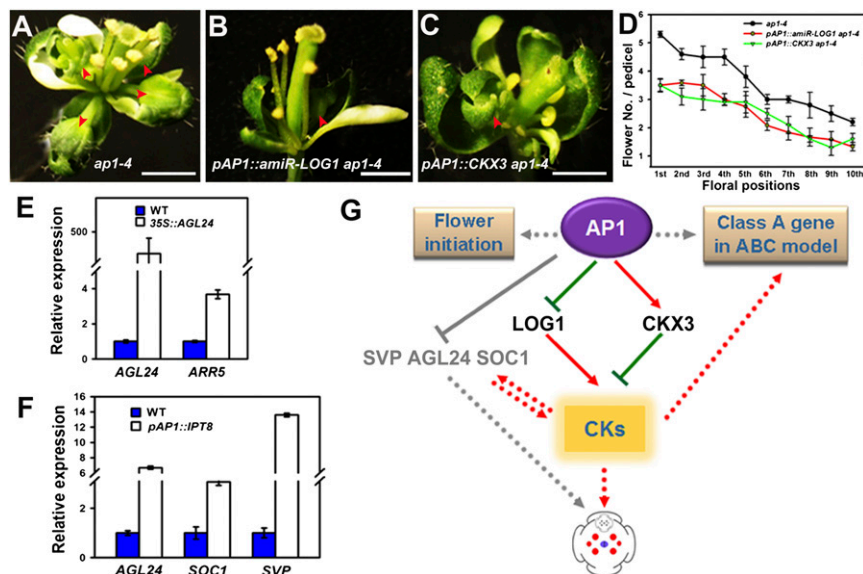 A
ap1-4
B
pAP1::amiR-LOG1 ap1-4
C
pAP1::CKX3 ap1-4
D
Flower No. / pedicel
5
4
3
2
1
ap1-4
pAP1::amiR-LOG1 ap1-4
pAP1::CKX3 ap1-4
1st 2nd 3rd 4th 5th 6th 7th 8th 9th 10th
Floral positions
E
WT
35S::AGL24
Relative expression
500
4
2
0
AGL24 ARR5
F
WT
pAP1::IPT8
Relative expression
16
14
12
10
8
6
2
0
AGL24 SOC1 SVP
G
Flower
initiation
AP1
Class A gene
in ABC model
LOG1 CKX3
SVP AGL24 SOC1
CKs